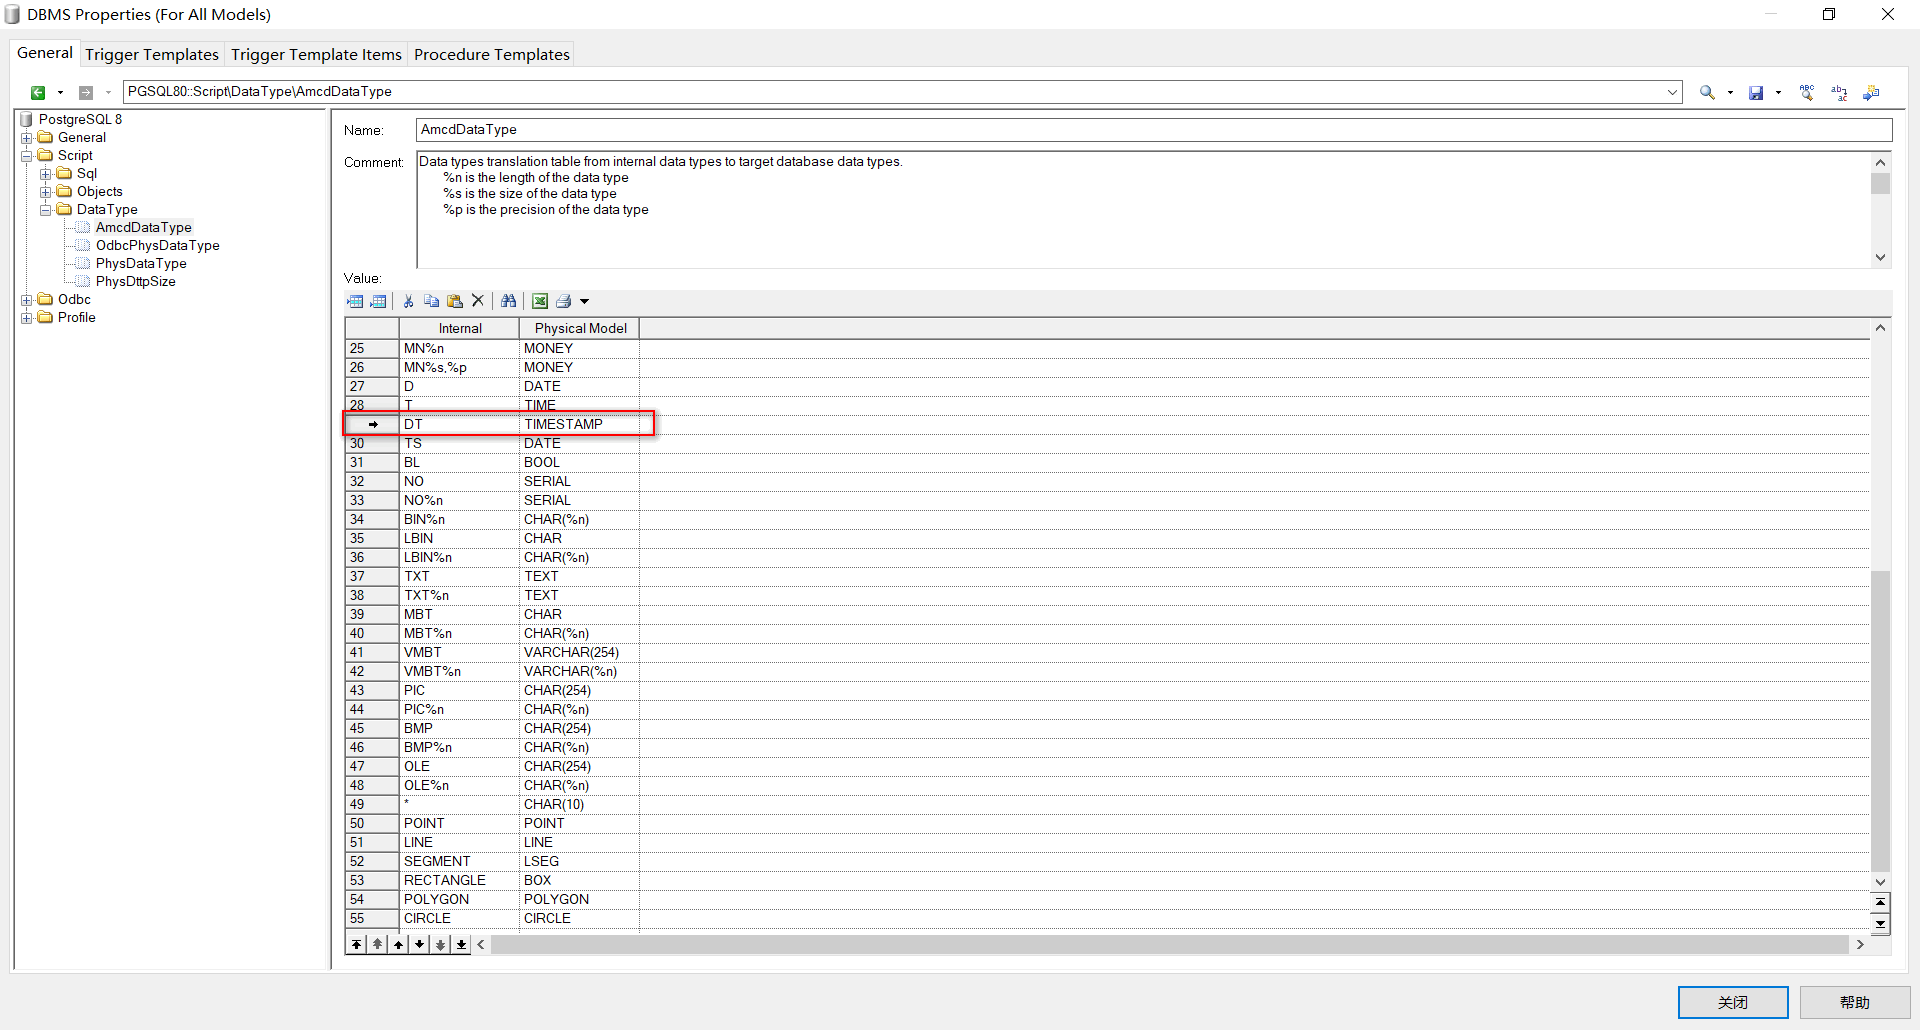 DBMS Properties (For All Models)
General Trigger Templates Trigger Template Items Procedure Templates
PGSQL80::Script\DataType\AmcdDataType
PostgreSQL 8
General
Script
Sql
Objects
DataType
AmcdDataType
OdbcPhysDataType
PhysDataType
PhysDttpSize
Odbc
Profile
Name: AmcdDataType
Comment: Data types translation table from internal data types to target database data types.
%n is the length of the data type
%s is the size of the data type
%p is the precision of the data type
Value:
Internal Physical Model
25 MN%n MONEY
26 MN%s,%p MONEY
27 D DATE
28 T TIME
DT TIMESTAMP
30 TS DATE
31 BL BOOL
32 NO SERIAL
33 NO%n SERIAL
34 BIN%n CHAR(%n)
35 LBIN CHAR
36 LBIN%n CHAR(%n)
37 TXT TEXT
38 TXT%n TEXT
39 MBT CHAR
40 MBT%n CHAR(%n)
41 VMBT VARCHAR(254)
42 VMBT%n VARCHAR(%n)
43 PIC CHAR(254)
44 PIC%n CHAR(%n)
45 BMP CHAR(254)
46 BMP%n CHAR(%n)
47 OLE CHAR(254)
48 OLE%n CHAR(%n)
49 * CHAR(10)
50 POINT POINT
51 LINE LINE
52 SEGMENT LSEG
53 RECTANGLE BOX
54 POLYGON POLYGON
55 CIRCLE CIRCLE
关闭 帮助